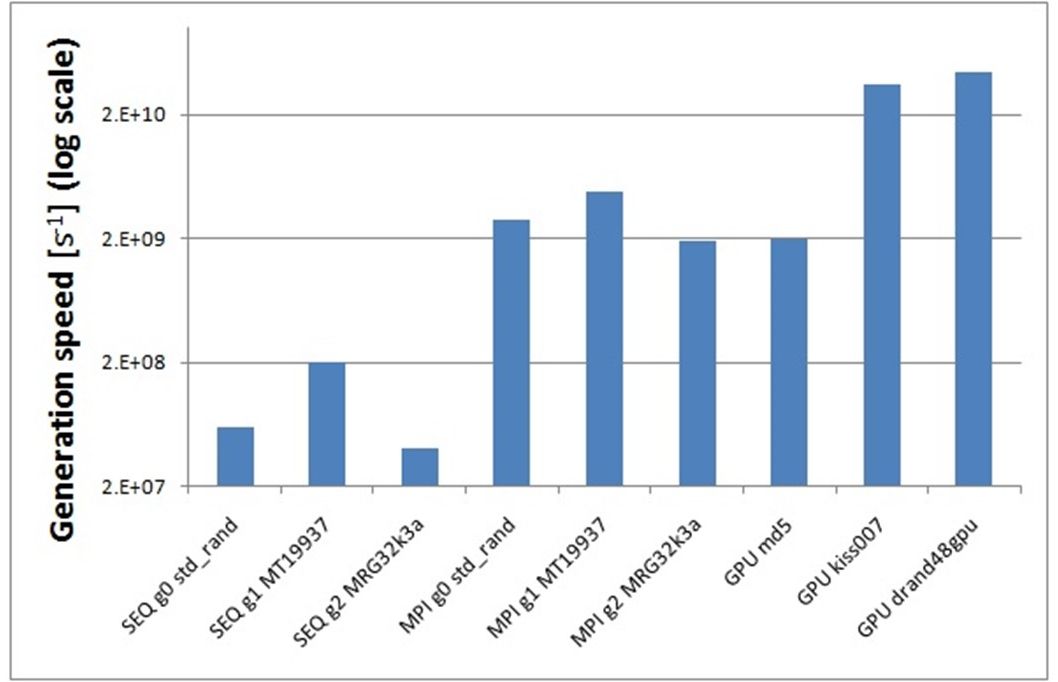 Generation speed [s-1] (log scale)
2.E+10
2.E+09
2.E+08
2.E+07
SEQ g0 std_rand
SEQ g1 MT19937
SEQ g2 MRG32k3a
MPI g0 std_rand
MPI g1 MT19937
MPI g2 MRG32k3a
GPU md5
GPU kiss007
GPU drand48gpu